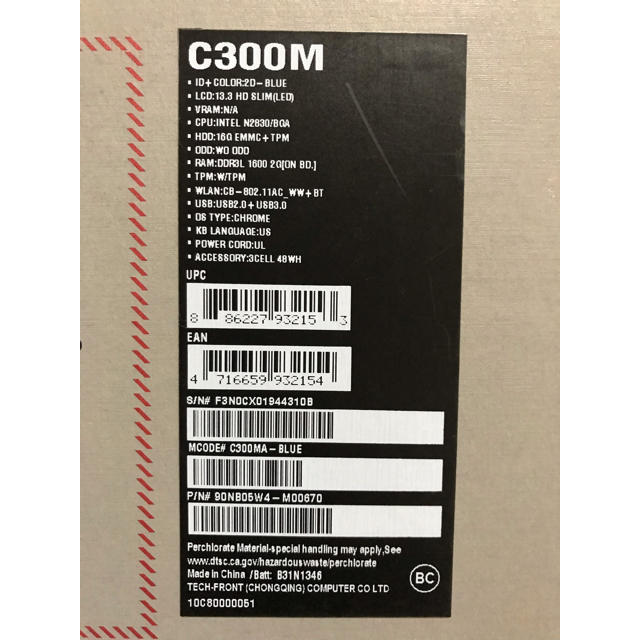 C300M
• ID+COLOR:2D-BLUE
• LCD:13.3 HD SLIM(LED)
• VRAM:N/A
• CPU:INTEL N2830/BGA
• HDD:16G EMMC+TPM
• ODD:WO ODD
• RAM:DDR3L 1600 2G[ON BD.]
• TPM:W/TPM
• WLAN:CB-802.11AC_WW+BT
• USB:USB2.0+USB3.0
• OS TYPE:CHROME
• KB LANGUAGE:US
• POWER CORD:UL
• ACCESSORY:3CELL 48WH
UPC
8 86227 93215 3
EAN
4 716659 932154
S/N# F3N0CX01944310B
MCODE# C300MA-BLUE
P/N# 90NB05W4-M00670
Perchlorate Material-special handling may apply,See
www.dtsc.ca.gov/hazardouswaste/perchlorate
Made in China /Batt: B31N1346
TECH-FRONT (CHONGQING) COMPUTER CO LTD
BC
10C80000051